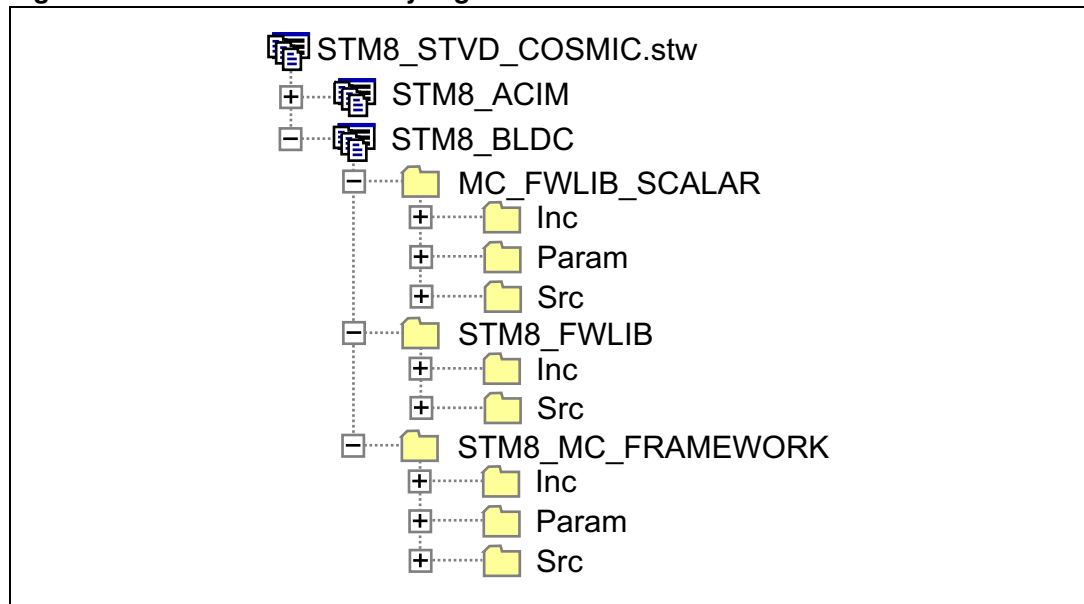 STM8_STVD_COSMIC.stw
STM8_ACIM
STM8_BLDC
MC_FWLIB_SCALAR
Inc
Param
Src
STM8_FWLIB
Inc
Src
STM8_MC_FRAMEWORK
Inc
Param
Src